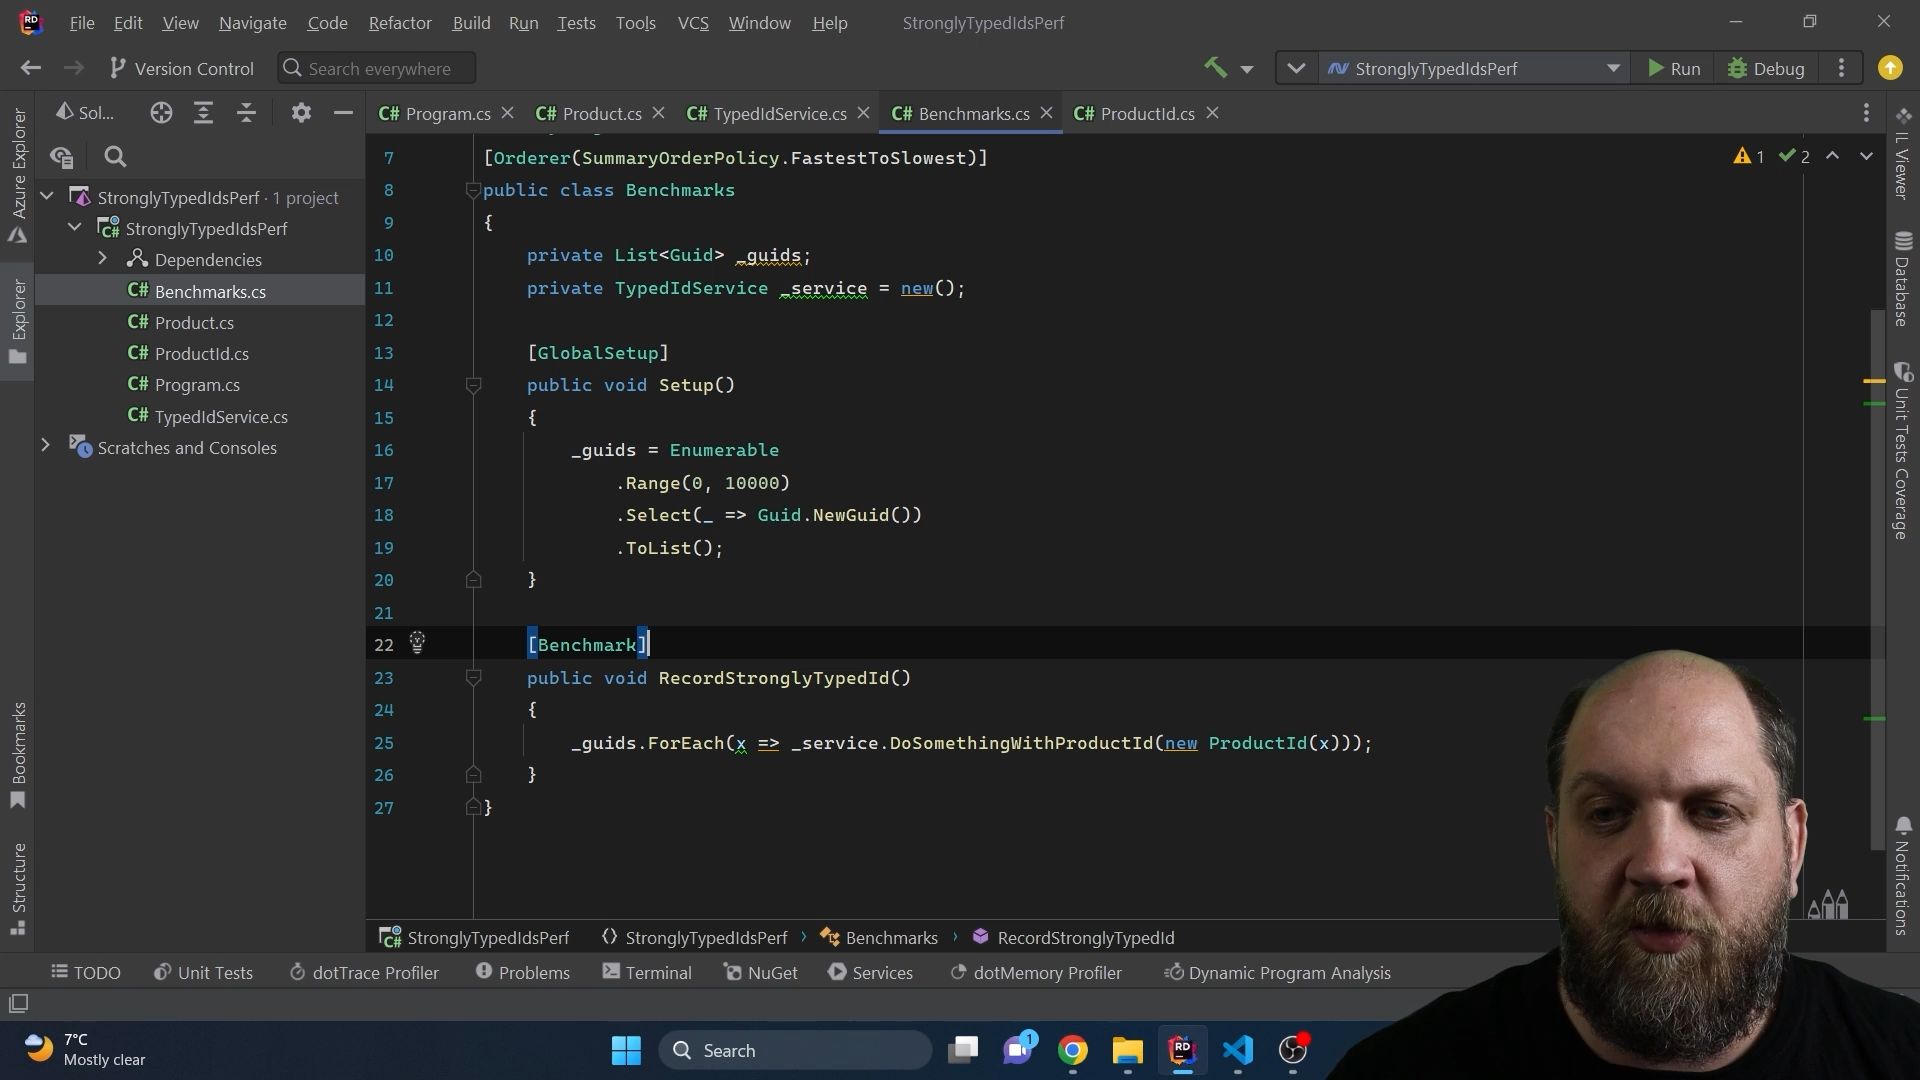 File Edit View Navigate Code Refactor Build Run Tests Tools VCS Window Help StronglyTypedIdsPerf
Version Control Search everywhere StronglyTypedIdsPerf Run Debug
Sol... C# Program.cs C# Product.cs C# TypedIdService.cs C# Benchmarks.cs C# ProductId.cs
Azure Explorer
Explorer
Bookmarks
Structure
StronglyTypedIdsPerf · 1 project
StronglyTypedIdsPerf
Dependencies
C# Benchmarks.cs
C# Product.cs
C# ProductId.cs
C# Program.cs
C# TypedIdService.cs
Scratches and Consoles
1 2
7 [Orderer(SummaryOrderPolicy.FastestToSlowest)]
8 public class Benchmarks
9 {
10 private List<Guid> _guids;
11 private TypedIdService _service = new();
12
13 [GlobalSetup]
14 public void Setup()
15 {
16 _guids = Enumerable
17 .Range(0, 10000)
18 .Select(_ => Guid.NewGuid())
19 .ToList();
20 }
21
22 [Benchmark]
23 public void RecordStronglyTypedId()
24 {
25 _guids.ForEach(x => _service.DoSomethingWithProductId(new ProductId(x)));
26 }
27 }
IL Viewer
Database
Unit Tests Coverage
Notifications
StronglyTypedIdsPerf StronglyTypedIdsPerf › Benchmarks › RecordStronglyTypedId
TODO Unit Tests dotTrace Profiler Problems Terminal NuGet Services dotMemory Profiler Dynamic Program Analysis
7°C
Mostly clear
Search
1
RD